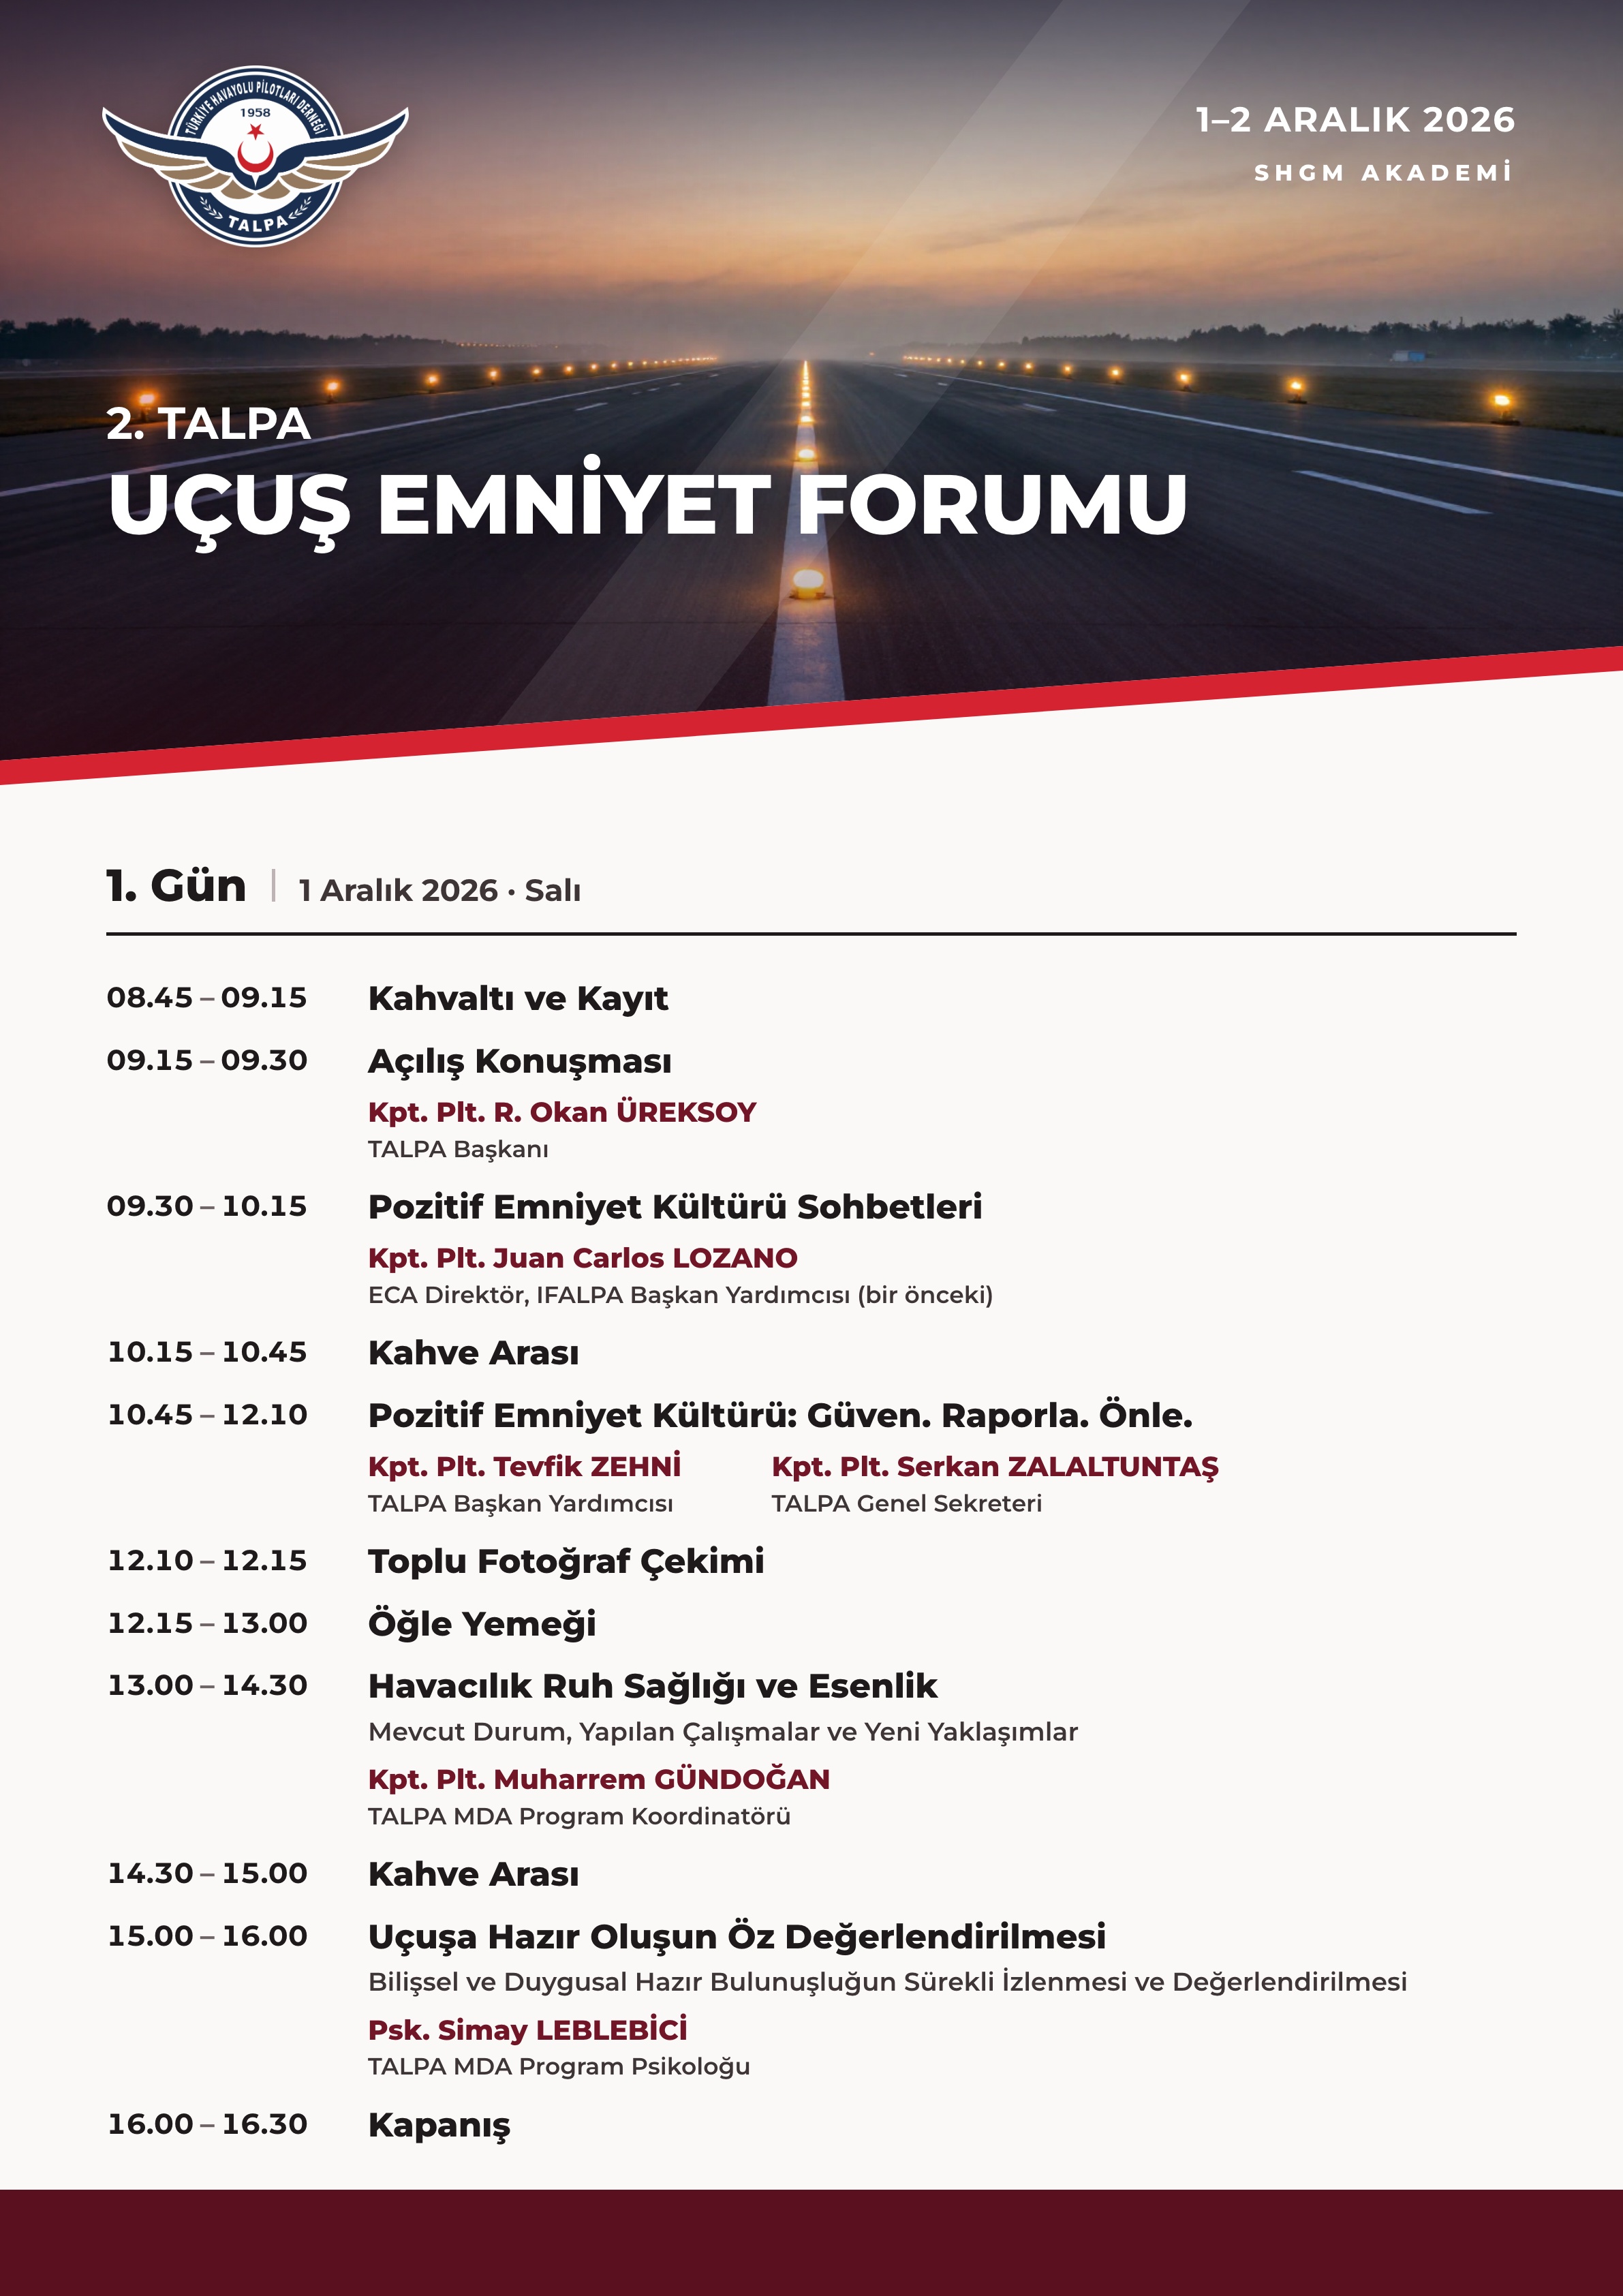 TÜRKİYE HAVAYOLU PİLOTLARI DERNEĞİ
1958
TALPA
1–2 ARALIK 2026
SHGM AKADEMİ
2. TALPA
UÇUŞ EMNİYET FORUMU
1. Gün | 1 Aralık 2026 · Salı
08.45 – 09.15 Kahvaltı ve Kayıt
09.15 – 09.30 Açılış Konuşması
Kpt. Plt. R. Okan ÜREKSOY
TALPA Başkanı
09.30 – 10.15 Pozitif Emniyet Kültürü Sohbetleri
Kpt. Plt. Juan Carlos LOZANO
ECA Direktör, IFALPA Başkan Yardımcısı (bir önceki)
10.15 – 10.45 Kahve Arası
10.45 – 12.10 Pozitif Emniyet Kültürü: Güven. Raporla. Önle.
Kpt. Plt. Tevfik ZEHNİ Kpt. Plt. Serkan ZALALTUNTAŞ
TALPA Başkan Yardımcısı TALPA Genel Sekreteri
12.10 – 12.15 Toplu Fotoğraf Çekimi
12.15 – 13.00 Öğle Yemeği
13.00 – 14.30 Havacılık Ruh Sağlığı ve Esenlik
Mevcut Durum, Yapılan Çalışmalar ve Yeni Yaklaşımlar
Kpt. Plt. Muharrem GÜNDOĞAN
TALPA MDA Program Koordinatörü
14.30 – 15.00 Kahve Arası
15.00 – 16.00 Uçuşa Hazır Oluşun Öz Değerlendirilmesi
Bilişsel ve Duygusal Hazır Bulunuşluğun Sürekli İzlenmesi ve Değerlendirilmesi
Psk. Simay LEBLEBİCİ
TALPA MDA Program Psikoloğu
16.00 – 16.30 Kapanış